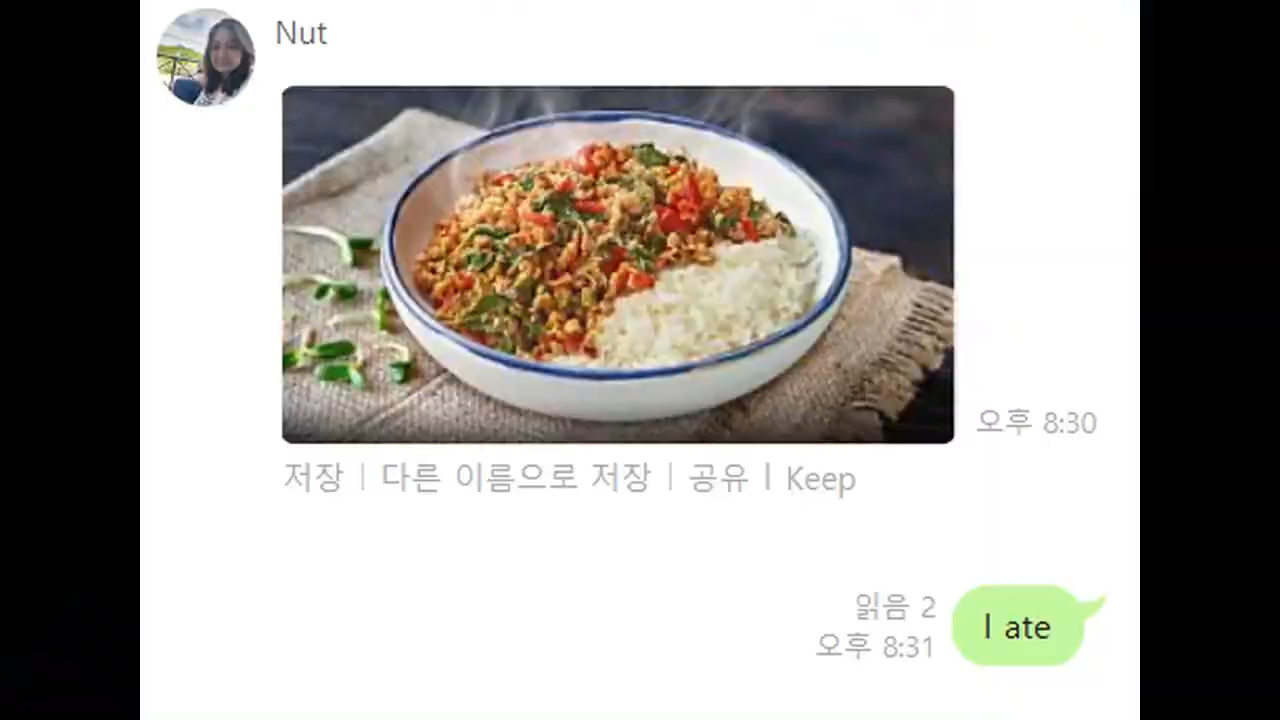 Nut
오후 8:30
저장 | 다른 이름으로 저장 | 공유 | Keep
읽음 2
오후 8:31
I ate